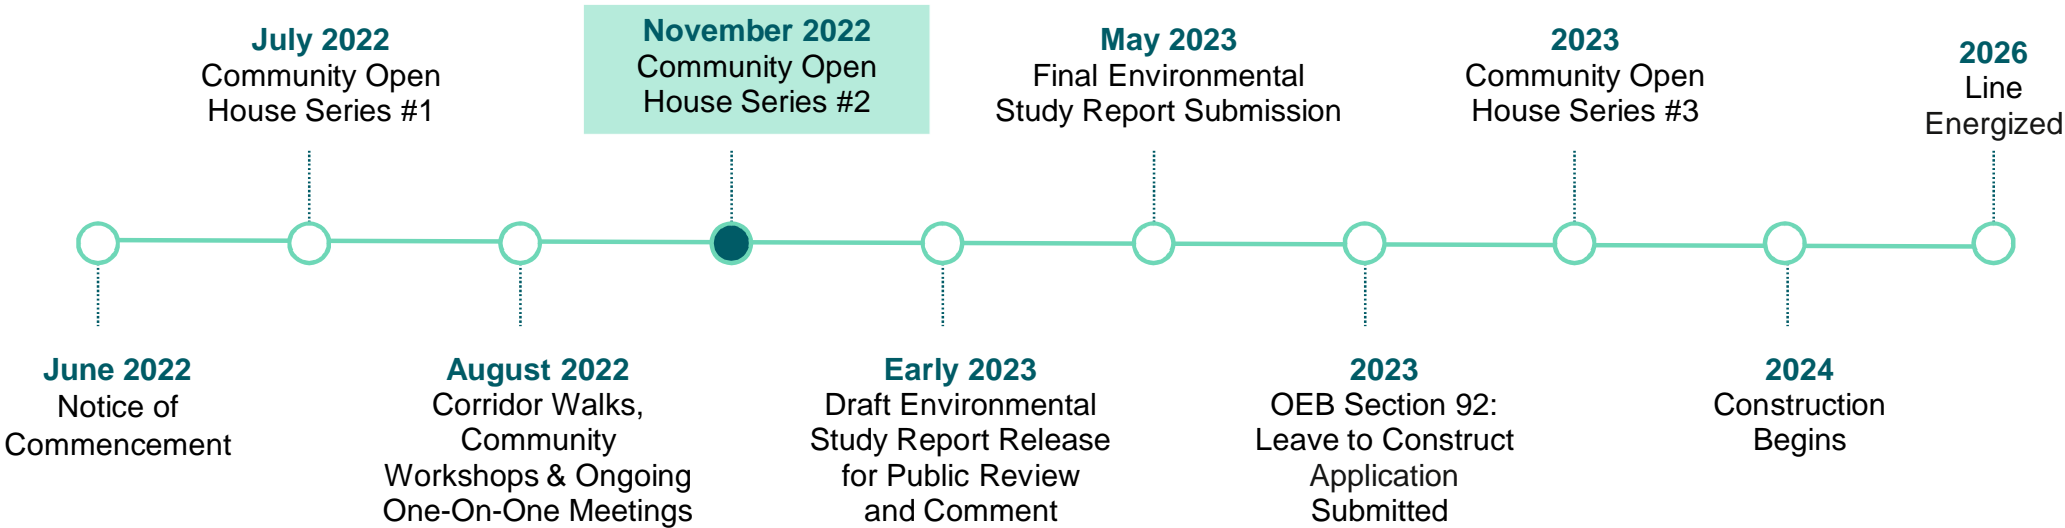 July 2022
Community Open
House Series #1
November 2022
Community Open
House Series #2
May 2023
Final Environmental
Study Report Submission
2023
Community Open
House Series #3
2026
Line
Energized
June 2022
Notice of
Commencement
August 2022
Corridor Walks,
Community
Workshops & Ongoing
One-On-One Meetings
Early 2023
Draft Environmental
Study Report Release
for Public Review
and Comment
2023
OEB Section 92:
Leave to Construct
Application
Submitted
2024
Construction
Begins